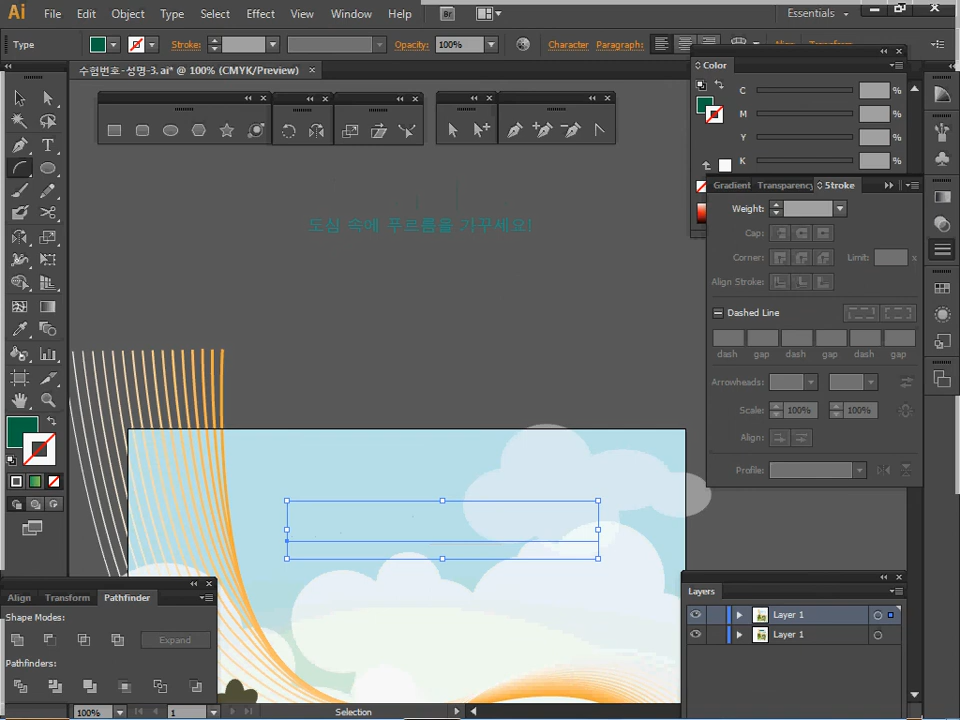 Ai File Edit Object Type Select Effect View Window Help Br Essentials
Type Stroke: Opacity: 100% Character Paragraph: Align Transform
수험번호-성명-3.ai* @ 100% (CMYK/Preview) ×
Color
C %
M %
Y %
K %
T
도심 속에 푸르름을 가꾸세요!
Gradient Transparency Stroke
Weight:
Cap:
Corner: Limit: x
Align Stroke:
Dashed Line
dash gap dash gap dash gap
Arrowheads:
Scale: 100% 100%
Align:
Profile:
Align Transform Pathfinder
Shape Modes:
Expand
Pathfinders:
Layers
Layer 1
Layer 1
100% 1 Selection